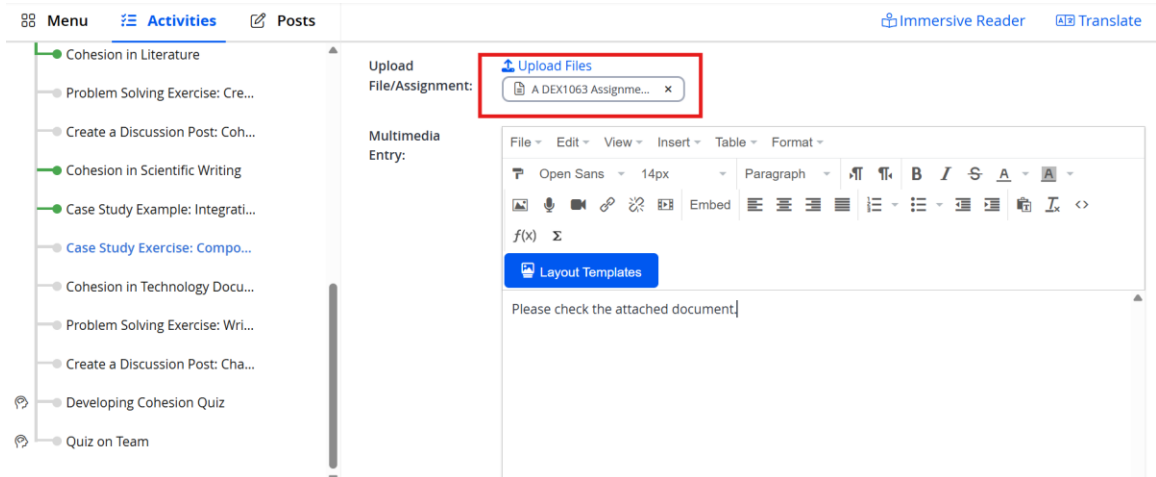 Menu
Activities
Posts
Immersive Reader
Translate
Cohesion in Literature
Problem Solving Exercise: Cre...
Create a Discussion Post: Coh...
Cohesion in Scientific Writing
Case Study Example: Integrati...
Case Study Exercise: Compo...
Cohesion in Technology Docu...
Problem Solving Exercise: Wri...
Create a Discussion Post: Cha...
Developing Cohesion Quiz
Quiz on Team
Upload
File/Assignment:
Upload Files
A DEX1063 Assignme... ×
Multimedia
Entry:
File Edit View Insert Table Format
Open Sans 14px Paragraph B I S A A
Embed
f(x) Σ
Layout Templates
Please check the attached document.